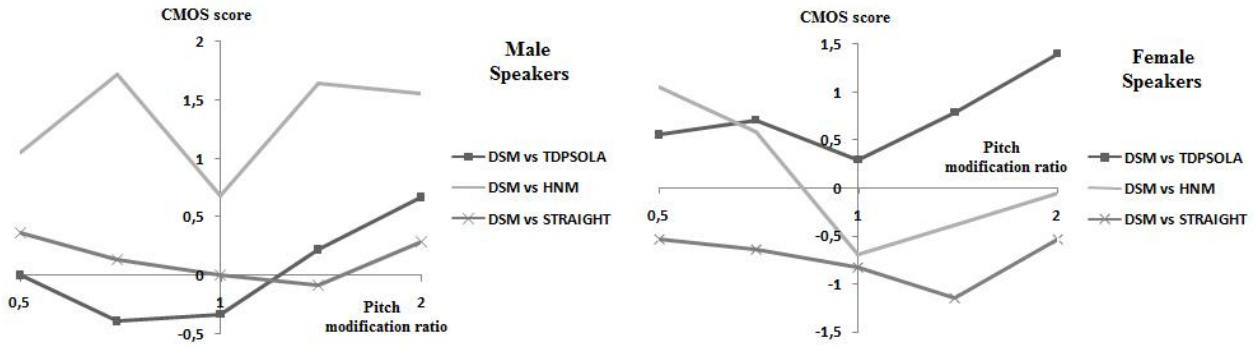 CMOS score
2
1,5
1
0,5
0
-0,5
0,5
1
2
Pitch
modification ratio
Male
Speakers
DSM vs TDPSOLA
DSM vs HNM
DSM vs STRAIGHT
CMOS score
1,5
1
0,5
0
-0,5
-1
-1,5
0,5
1
2
Pitch
modification ratio
Female
Speakers
DSM vs TDPSOLA
DSM vs HNM
DSM vs STRAIGHT